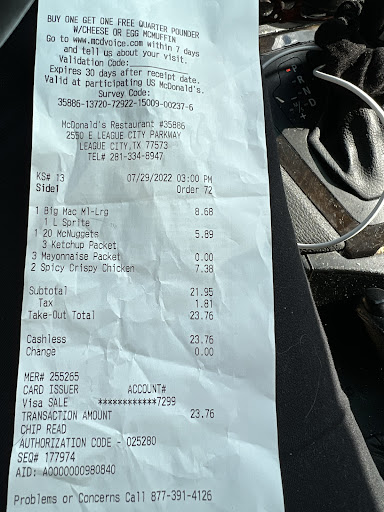 BUY ONE GET ONE FREE QUARTER POUNDER
W/CHEESE OR EGG MCMUFFIN
Go to www.mcdvoice.com within 7 days
and tell us about your visit.
Validation Code:
Expires 30 days after receipt date.
Valid at participating US McDonald's.
Survey Code:
35886-13720-72922-15009-00237-6
McDonald's Restaurant #35886
2550 E LEAGUE CITY PARKWAY
LEAGUE CITY,TX 77573
TEL# 281-334-8947
KS# 13 07/29/2022 03:00 PM
Side1 Order 72
1 Big Mac Ml-Lrg 8.68
1 L Sprite
1 20 McNuggets 5.89
3 Ketchup Packet
3 Mayonnaise Packet 0.00
2 Spicy Crispy Chicken 7.38
Subtotal 21.95
Tax 1.81
Take-Out Total 23.76
Cashless 23.76
Change 0.00
MER# 255265
CARD ISSUER ACCOUNT#
Visa SALE ************7299
TRANSACTION AMOUNT 23.76
CHIP READ
AUTHORIZATION CODE - 025280
SEQ# 177974
AID: A0000000980840
Problems or Concerns Call 877-391-4126
R
N
D